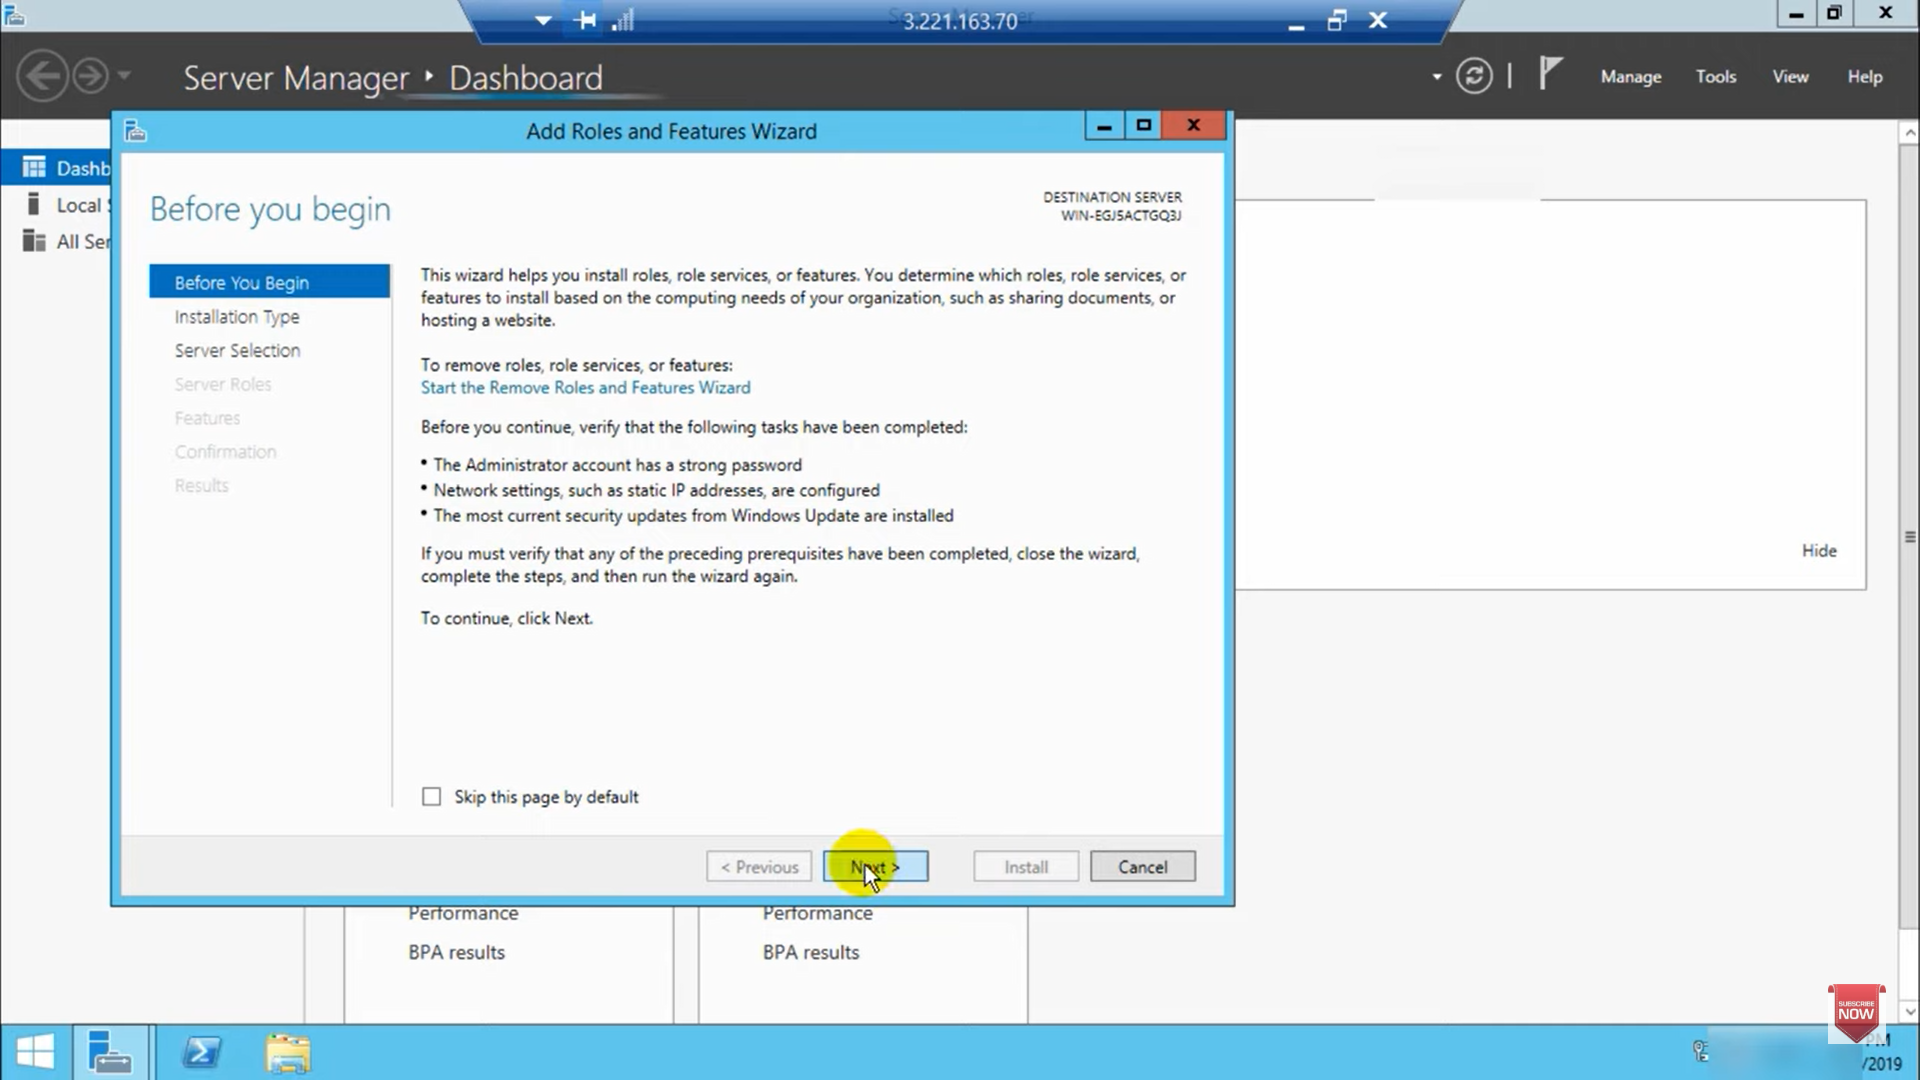 3.221.163.70
Server Manager
Dashboard
Manage
Tools
View
Help
Dashb
Local
All Ser
Add Roles and Features Wizard
Before you begin
DESTINATION SERVER
WIN-EGJ5ACTGQ3J
Before You Begin
Installation Type
Server Selection
Server Roles
Features
Confirmation
Results
This wizard helps you install roles, role services, or features. You determine which roles, role services, or
features to install based on the computing needs of your organization, such as sharing documents, or
hosting a website.
To remove roles, role services, or features:
Start the Remove Roles and Features Wizard
Before you continue, verify that the following tasks have been completed:
• The Administrator account has a strong password
• Network settings, such as static IP addresses, are configured
• The most current security updates from Windows Update are installed
If you must verify that any of the preceding prerequisites have been completed, close the wizard,
complete the steps, and then run the wizard again.
To continue, click Next.
Skip this page by default
< Previous
Next >
Install
Cancel
Hide
Performance
BPA results
Performance
BPA results
SUBSCRIBE
NOW
PM
/2019